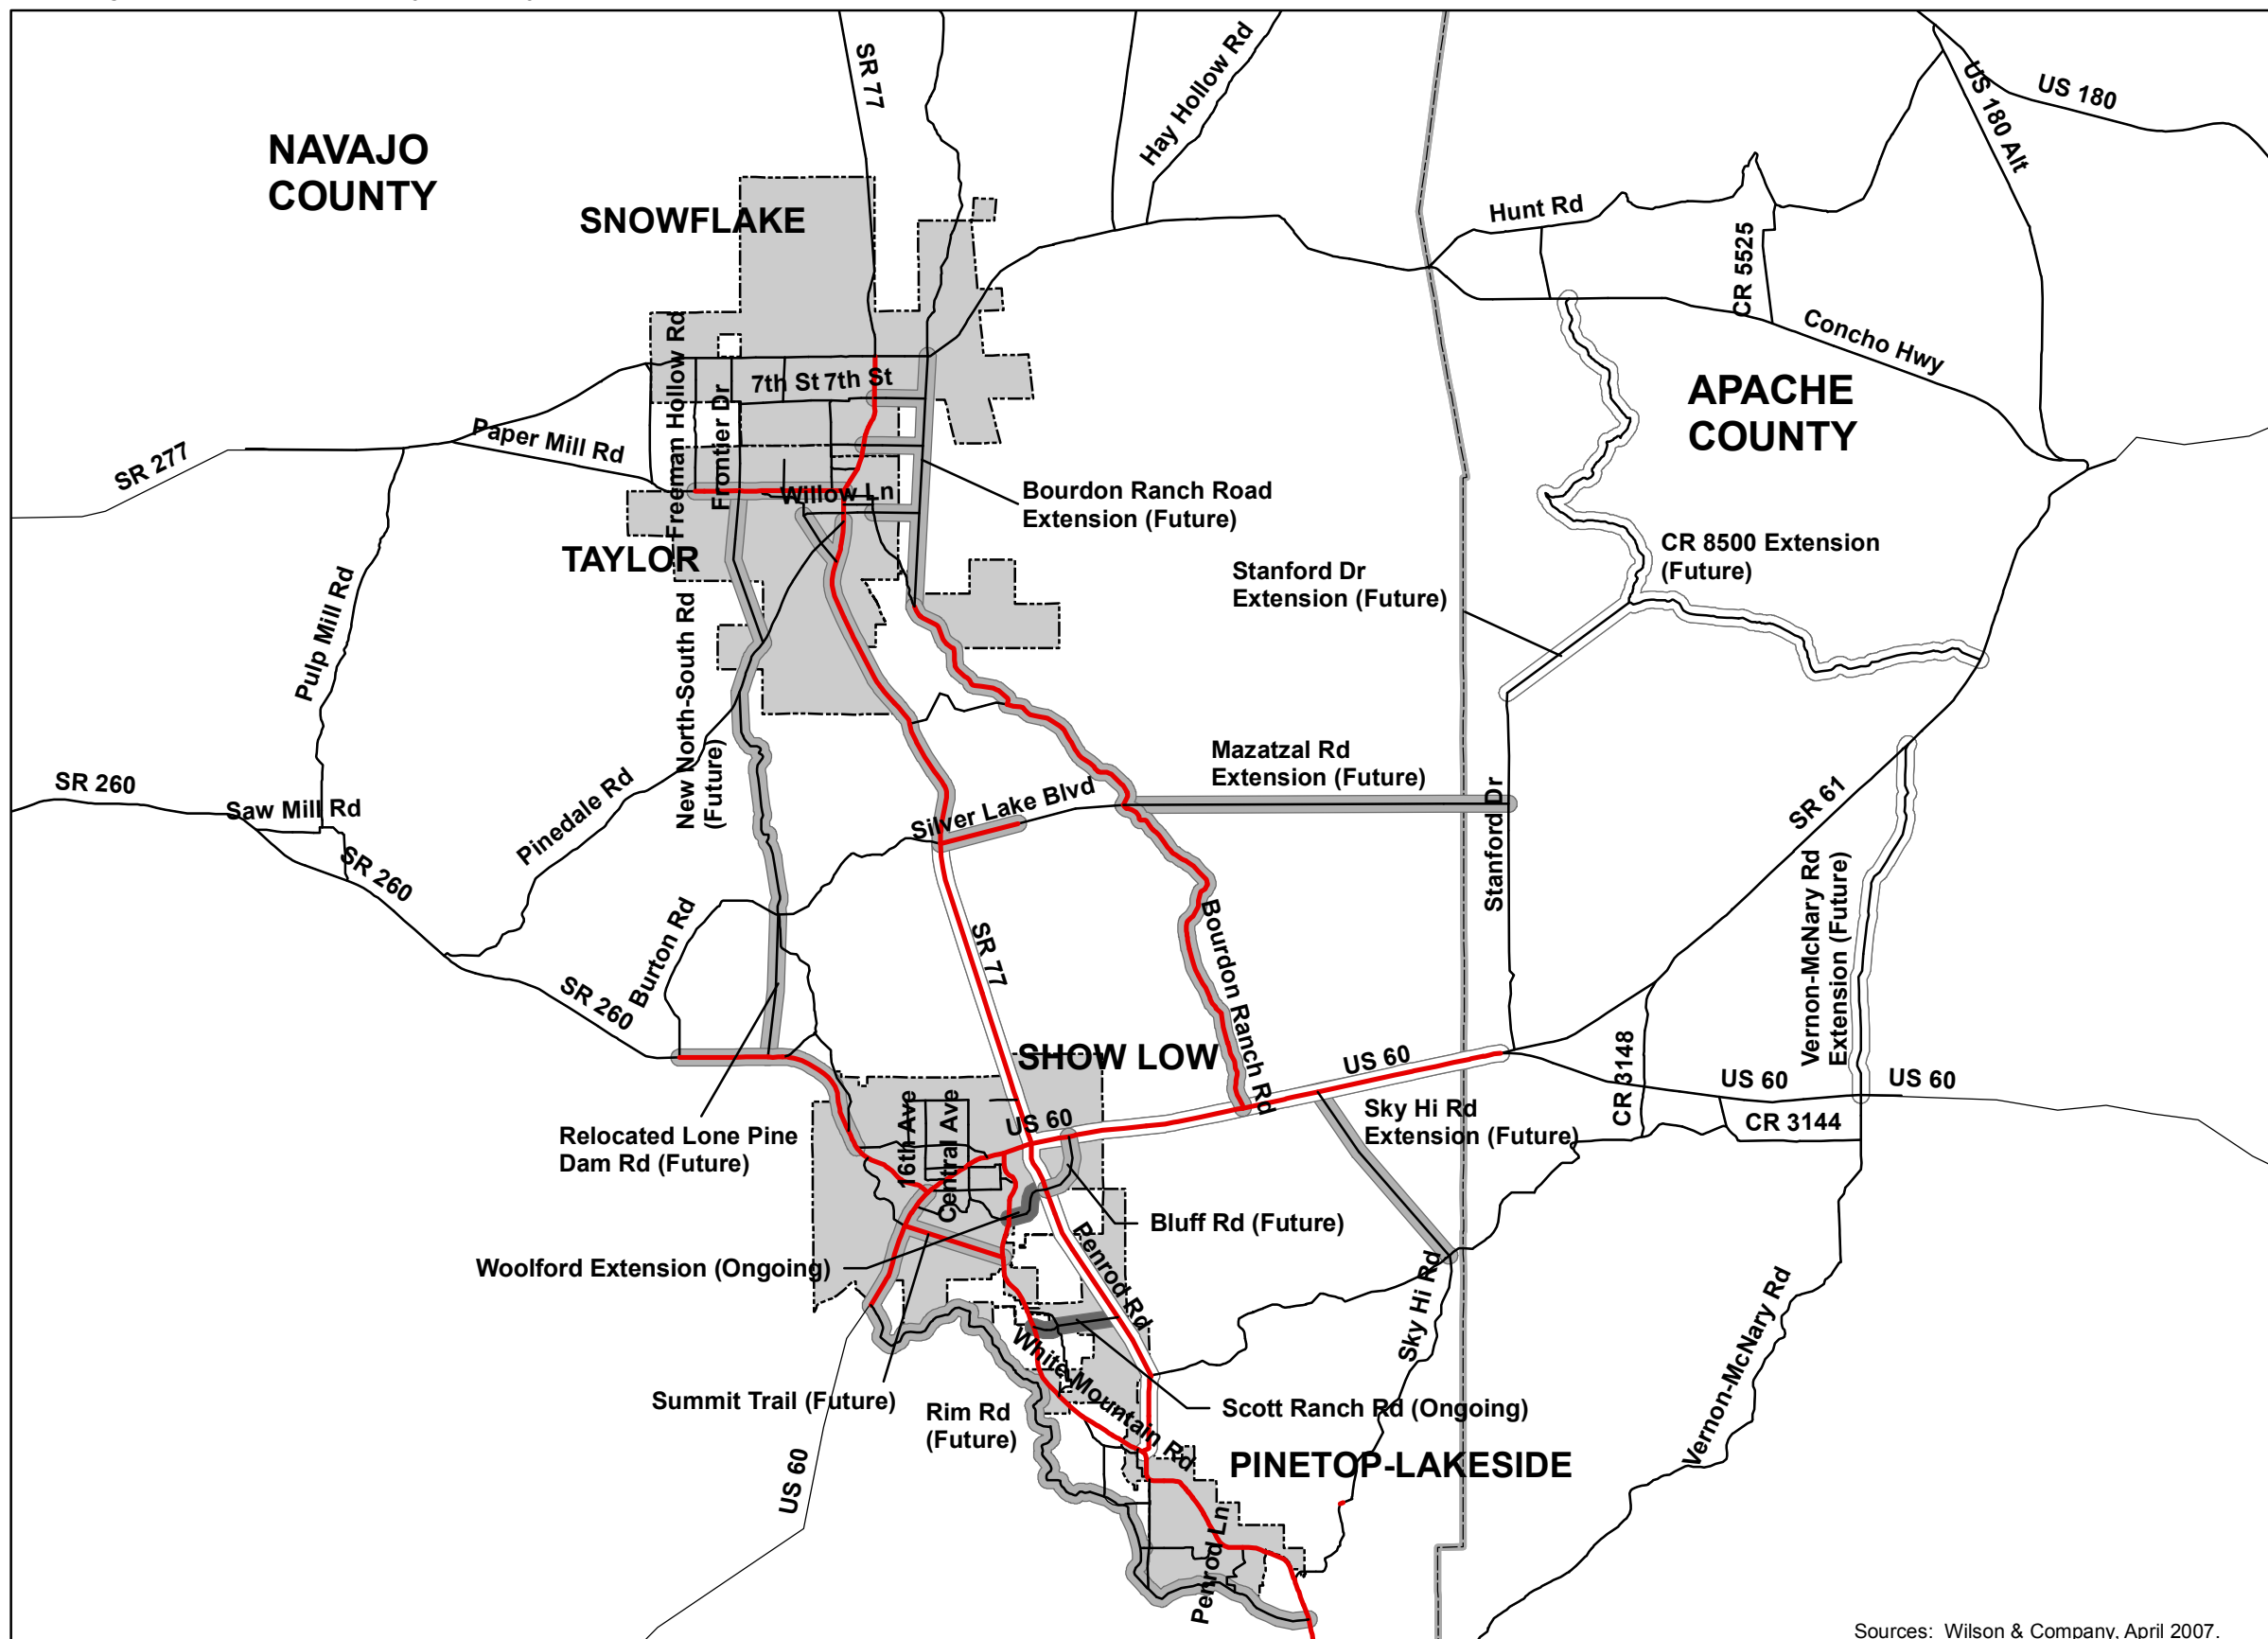 SR 77
Hay Hollow Rd
US 180 Alt
US 180
NAVAJO
COUNTY
SNOWFLAKE
Hunt Rd
CR 5525
Concho Hwy
Freeman Hollow Rd
7th St
7th St
Frontier Dr
APACHE
COUNTY
Paper Mill Rd
SR 277
Willow Ln
Bourdon Ranch Road
Extension (Future)
TAYLOR
CR 8500 Extension
(Future)
Stanford Dr
Extension (Future)
Pulp Mill Rd
New North-South Rd
(Future)
Mazatzal Rd
Extension (Future)
SR 260
Saw Mill Rd
Pinedale Rd
Silver Lake Blvd
SR 61
SR 260
Stanford Dr
Vernon-McNary Rd
Extension (Future)
Burton Rd
SR 77
Bourdon Ranch Rd
SR 260
SHOW LOW
US 60
CR 3148
US 60
US 60
16th Ave
Central Ave
US 60
Sky Hi Rd
Extension (Future)
CR 3144
Relocated Lone Pine
Dam Rd (Future)
Bluff Rd (Future)
Penrod Rd
Woolford Extension (Ongoing)
Sky Hi Rd
Vernon-McNary Rd
White Mountain Rd
Summit Trail (Future)
Rim Rd
(Future)
Scott Ranch Rd (Ongoing)
US 60
PINETOP-LAKESIDE
Penrod Ln
Sources: Wilson & Company, April 2007.